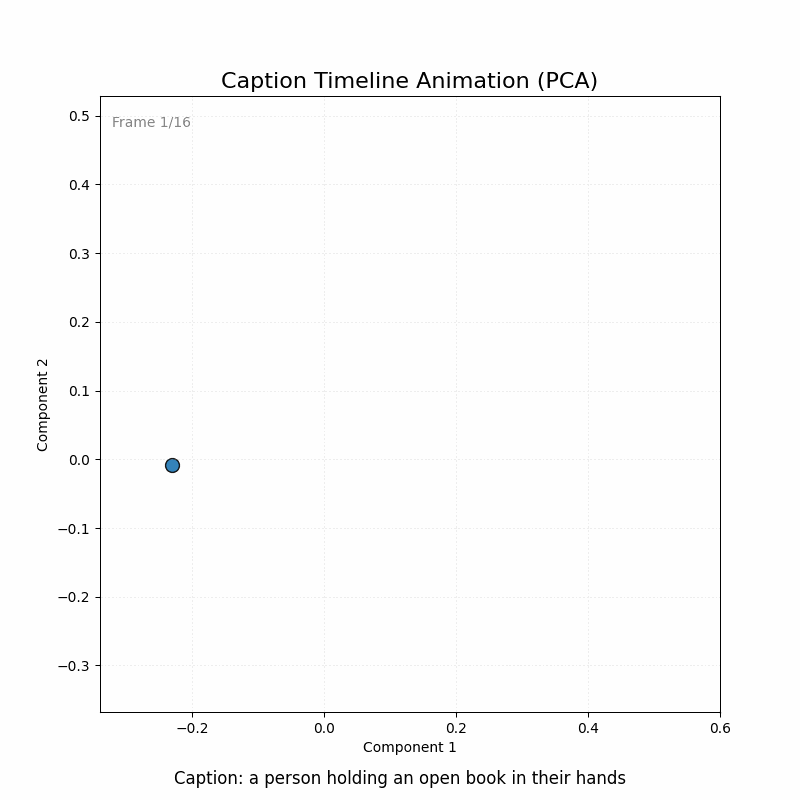 Caption Timeline Animation (PCA)
Frame 1/16
0.5
0.4
0.3
0.2
0.1
0.0
−0.1
−0.2
−0.3
Component 2
−0.2 0.0 0.2 0.4 0.6
Component 1
Caption: a person holding an open book in their hands